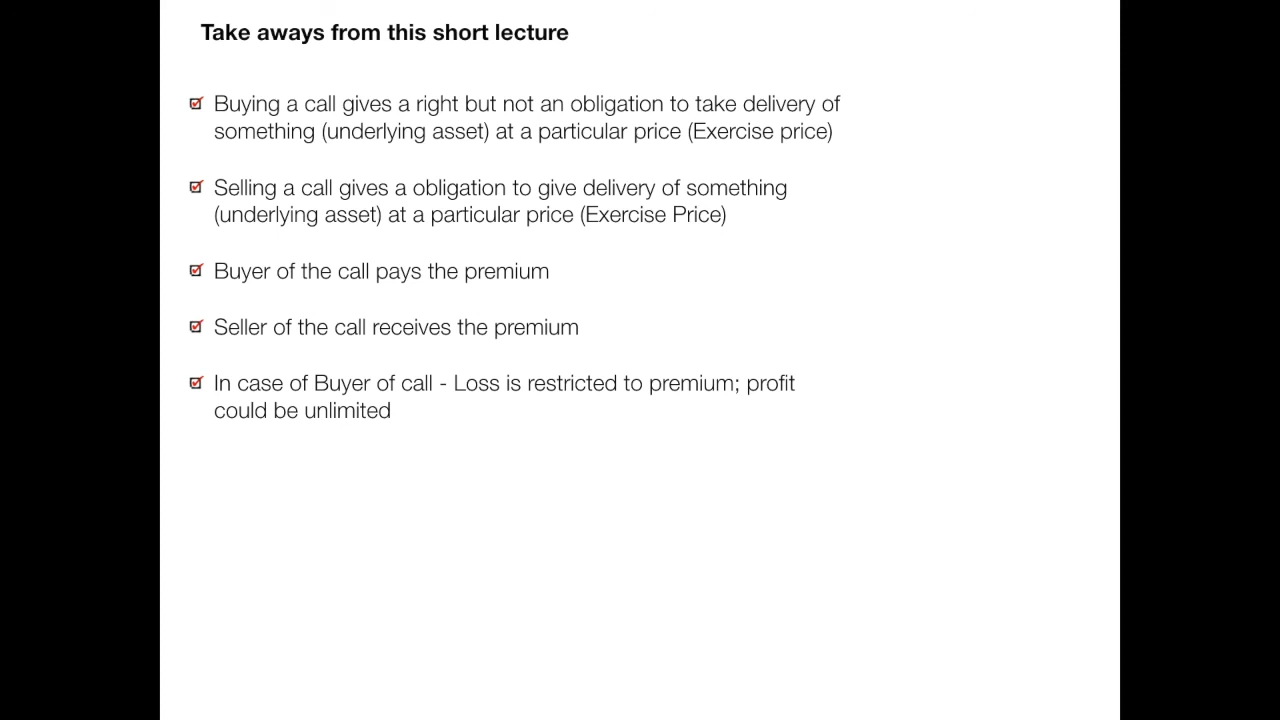 Take aways from this short lecture
Buying a call gives a right but not an obligation to take delivery of
something (underlying asset) at a particular price (Exercise price)
Selling a call gives a obligation to give delivery of something
(underlying asset) at a particular price (Exercise Price)
Buyer of the call pays the premium
Seller of the call receives the premium
In case of Buyer of call - Loss is restricted to premium; profit
could be unlimited